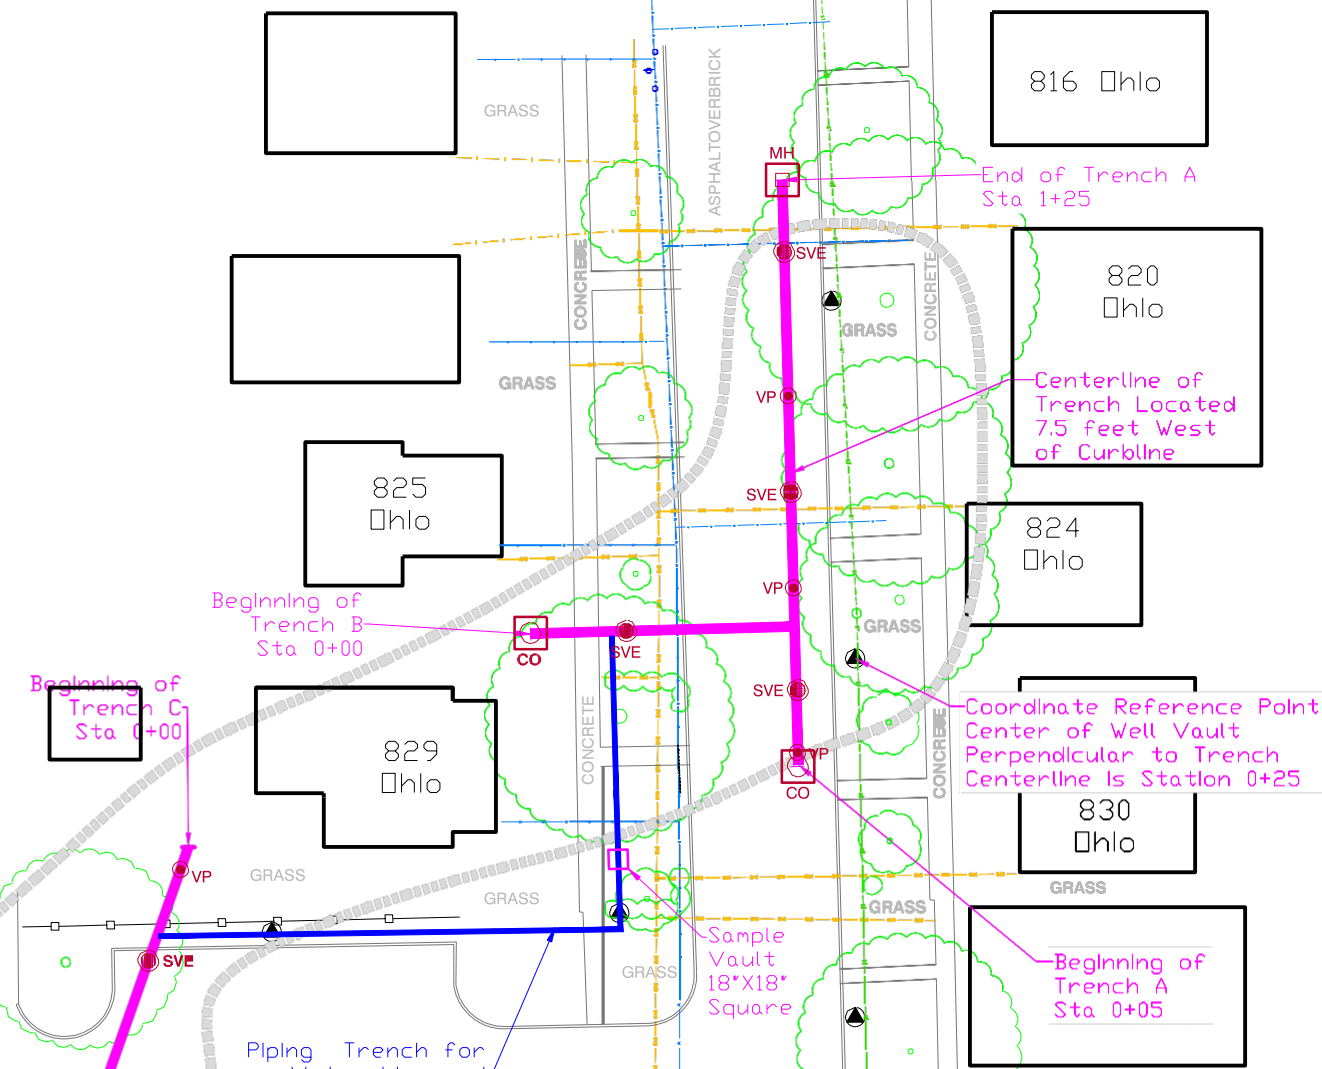 816 Ohio
GRASS
ASPHALTOVERBRICK
MH
End of Trench A
Sta 1+25
SVE
CONCRETE
CONCRETE
820
Ohio
GRASS
GRASS
VP
Centerline of
Trench Located
7.5 feet West
of Curbline
825
Ohio
SVE
824
Ohio
VP
Beginning of
Trench B
Sta 0+00
GRASS
CO
SVE
SVE
Beginning of
Trench C
Sta 0+00
CONCRETE
829
Ohio
VP
CO
Coordinate Reference Point
Center of Well Vault
Perpendicular to Trench
Centerline is Station 0+25
CONCRETE
830
Ohio
VP
GRASS
GRASS
GRASS
GRASS
SVE
Sample
Vault
18"X18"
Square
GRASS
Beginning of
Trench A
Sta 0+05
Piping Trench for